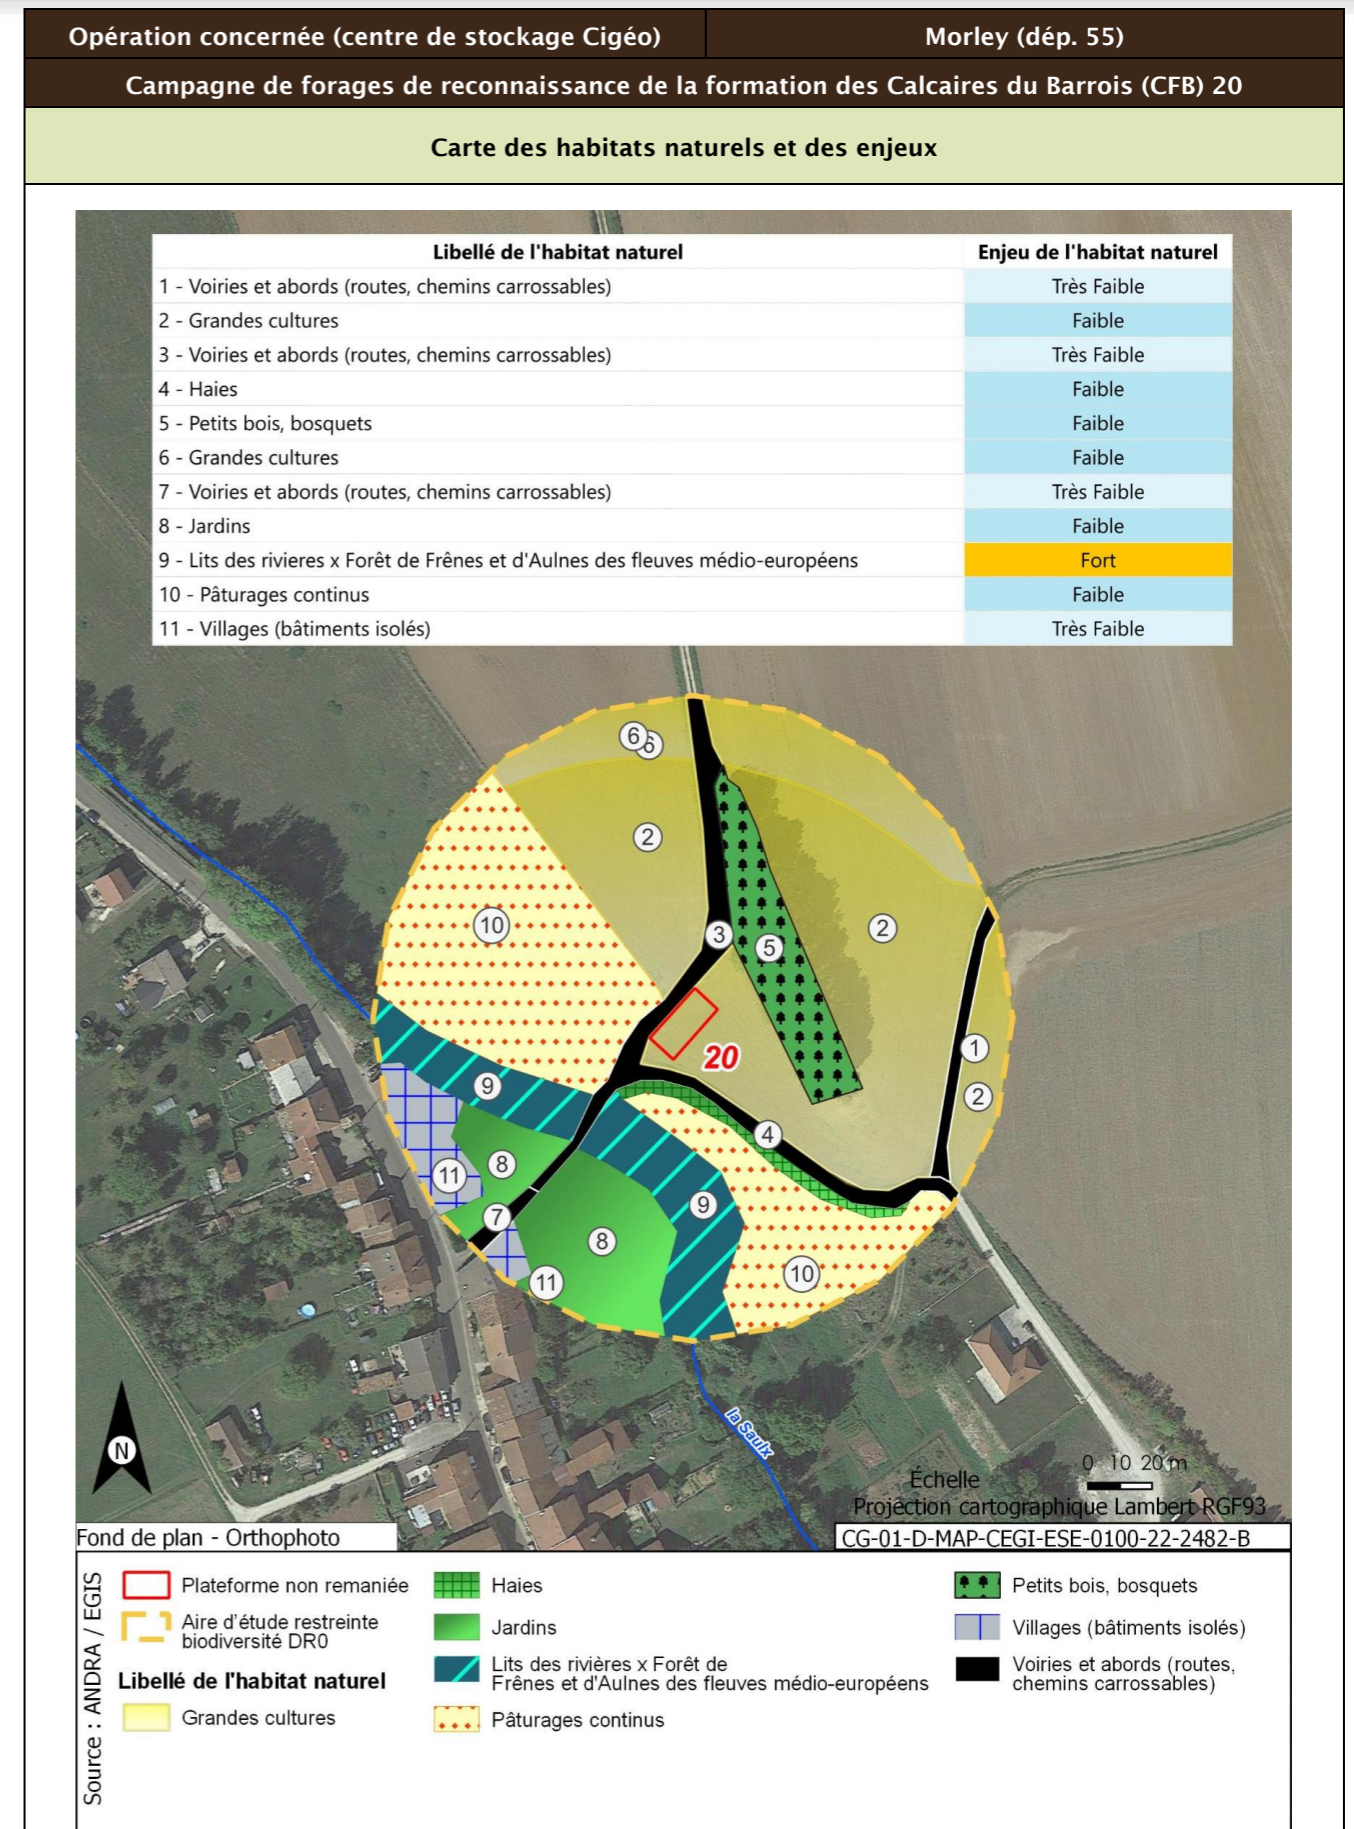 Opération concernée (centre de stockage Cigéo)
Morley (dép. 55)
Campagne de forages de reconnaissance de la formation des Calcaires du Barrois (CFB) 20
Carte des habitats naturels et des enjeux
Libellé de l'habitat naturel Enjeu de l'habitat naturel
1 - Voiries et abords (routes, chemins carrossables) Très Faible
2 - Grandes cultures Faible
3 - Voiries et abords (routes, chemins carrossables) Très Faible
4 - Haies Faible
5 - Petits bois, bosquets Faible
6 - Grandes cultures Faible
7 - Voiries et abords (routes, chemins carrossables) Très Faible
8 - Jardins Faible
9 - Lits des rivieres x Forêt de Frênes et d'Aulnes des fleuves médio-européens Fort
10 - Pâturages continus Faible
11 - Villages (bâtiments isolés) Très Faible
6
6
2
10
3
5
2
20
1
9
2
4
8
11
9
7
8
10
11
la Saulx
N
0 10 20 m
Échelle
Projection cartographique Lambert RGF93
Fond de plan - Orthophoto
CG-01-D-MAP-CEGI-ESE-0100-22-2482-B
Source : ANDRA / EGIS
Plateforme non remaniée
Aire d'étude restreinte
biodiversité DR0
Libellé de l'habitat naturel
Grandes cultures
Haies
Jardins
Lits des rivières x Forêt de
Frênes et d'Aulnes des fleuves médio-européens
Pâturages continus
Petits bois, bosquets
Villages (bâtiments isolés)
Voiries et abords (routes,
chemins carrossables)